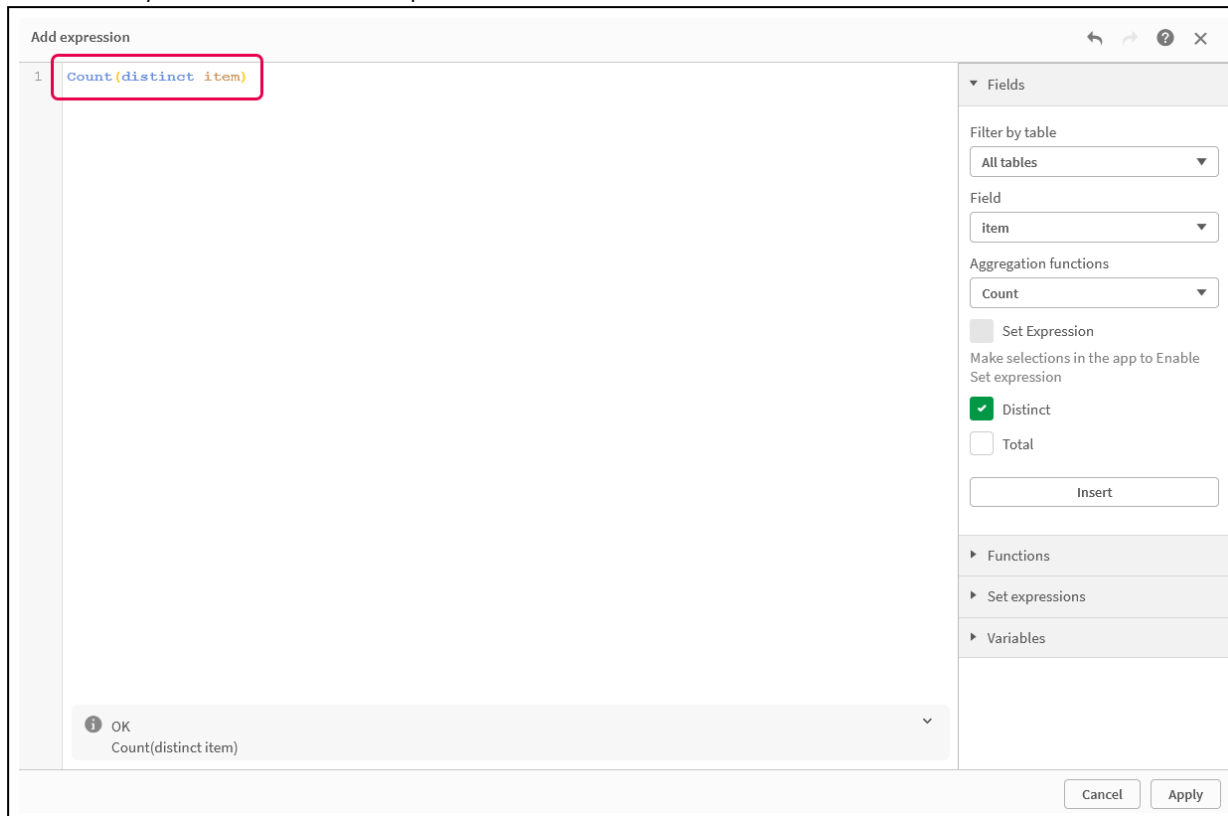 Add expression
1 Count(distinct item)
Fields
Filter by table
All tables
Field
item
Aggregation functions
Count
Set Expression
Make selections in the app to Enable
Set expression
Distinct
Total
Insert
Functions
Set expressions
Variables
OK
Count(distinct item)
Cancel Apply